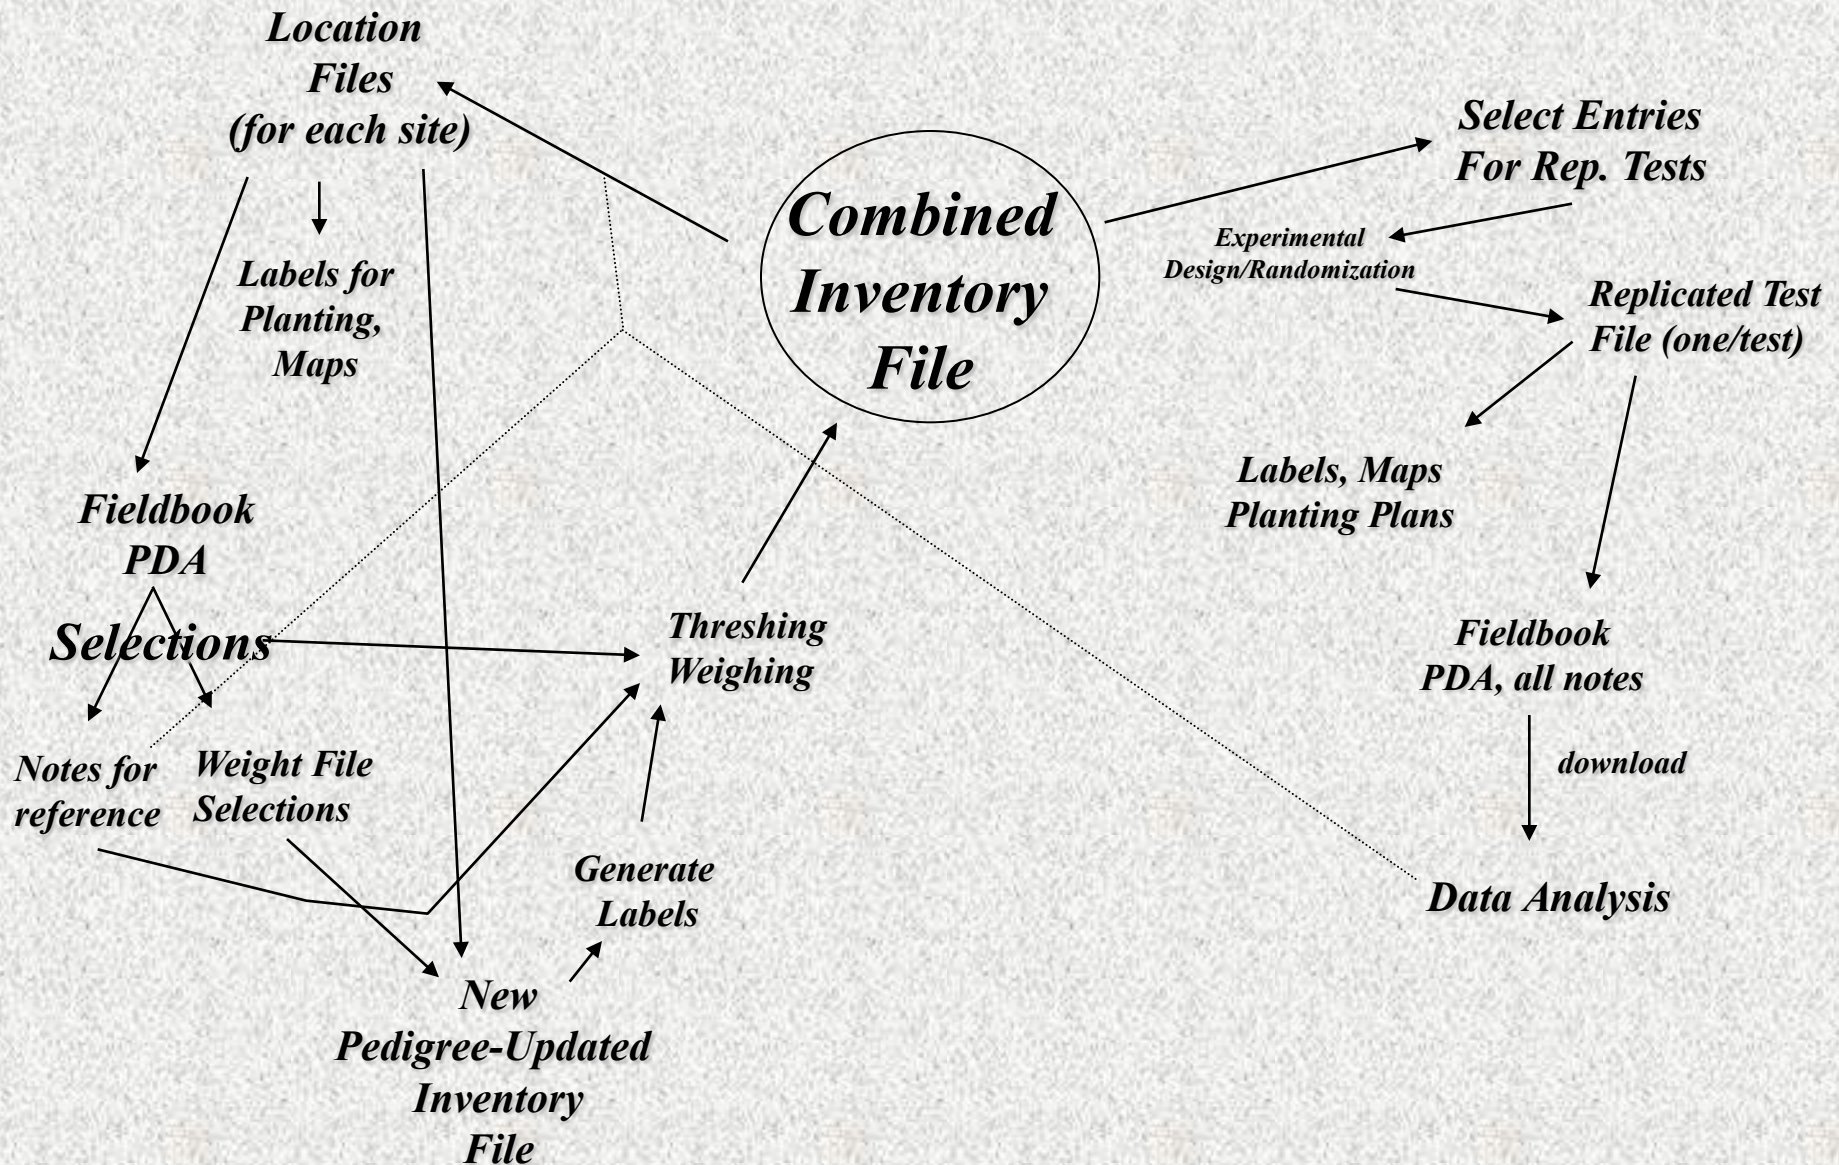 Location
Files
(for each site)
Labels for
Planting,
Maps
Combined
Inventory
File
Select Entries
For Rep. Tests
Experimental
Design/Randomization
Replicated Test
File (one/test)
Labels, Maps
Planting Plans
Fieldbook
PDA
Selections
Notes for
reference
Weight File
Selections
Threshing
Weighing
Generate
Labels
New
Pedigree-Updated
Inventory
File
Fieldbook
PDA, all notes
download
Data Analysis